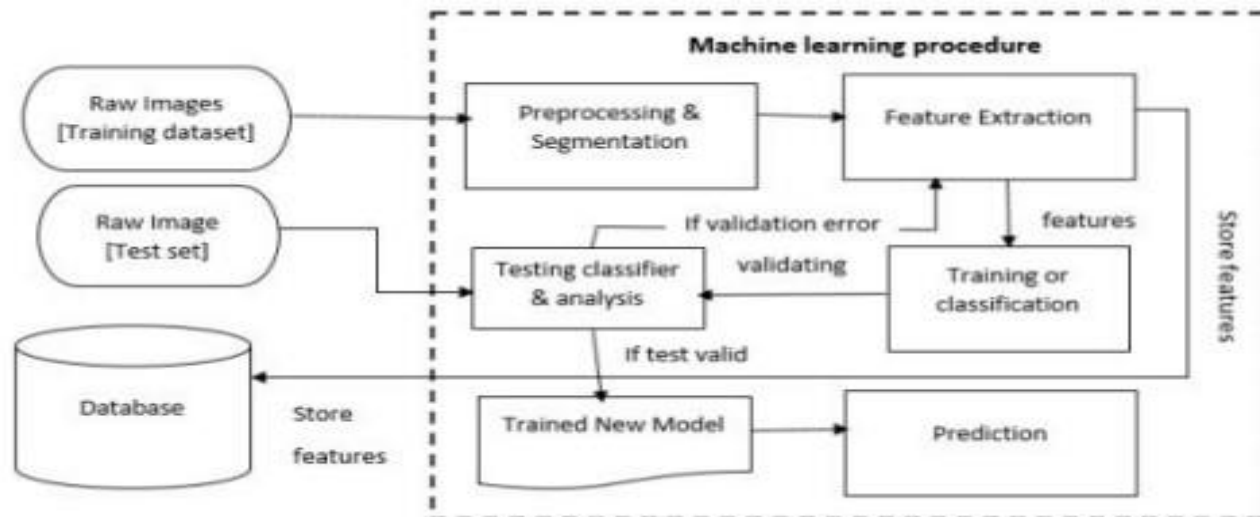 Machine learning procedure
Raw Images
[Training dataset]
Preprocessing &
Segmentation
Feature Extraction
Raw Image
[Test set]
If validation error
features
Store features
Testing classifier
& analysis
validating
Training or
classification
If test valid
Database
Store
features
Trained New Model
Prediction